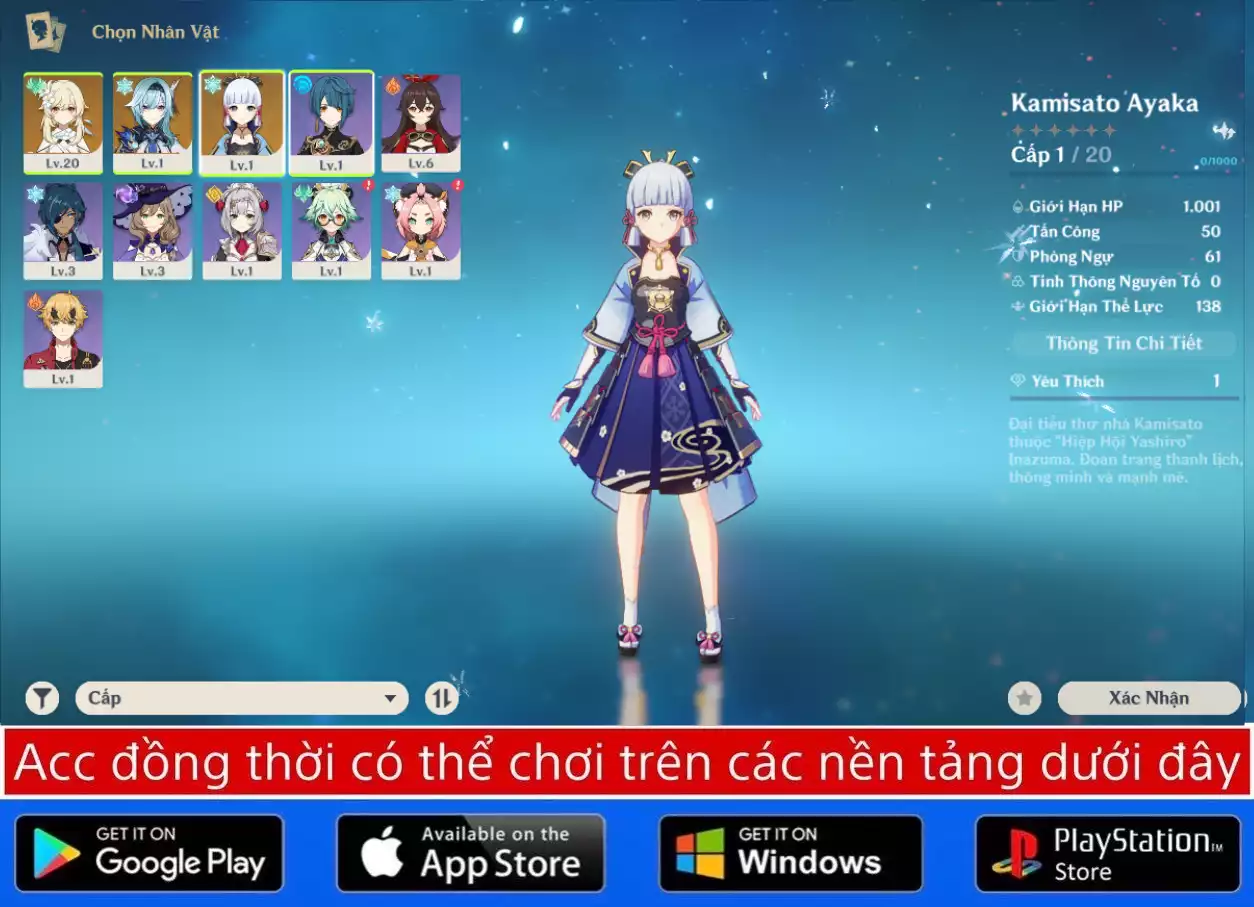 Chọn Nhân Vật
Lv.20
Lv.1
Lv.1
Lv.1
Lv.6
Lv.3
Lv.3
Lv.1
Lv.1
Lv.1
Lv.1
Kamisato Ayaka
Cấp 1 / 20
0/1000
Giới Hạn HP 1.001
Tấn Công 50
Phòng Ngự 61
Tinh Thông Nguyên Tố 0
Giới Hạn Thể Lực 138
Thông Tin Chi Tiết
Yêu Thích 1
Đại tiểu thư nhà Kamisato
thuộc "Hiệp Hội Yashiro"
Inazuma. Đoan trang thanh lịch,
thông minh và mạnh mẽ.
Cấp
Xác Nhận
Acc đồng thời có thể chơi trên các nền tảng dưới đây
GET IT ON
Google Play
Available on the
App Store
GET IT ON
Windows
PlayStation™
Store